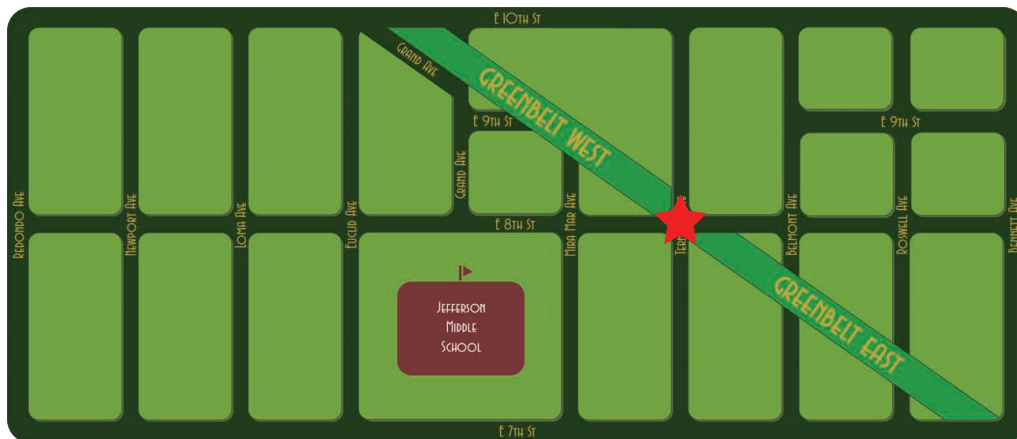 E 10TH ST
GRAND AVE
GREENBELT WEST
E 9TH ST
E 9TH ST
GRAND AVE
REDONDO AVE
NEWPORT AVE
LOMA AVE
EUCLID AVE
E 8TH ST
MIRA MAR AVE
BELMONT AVE
ROSWELL AVE
BENNETT AVE
JEFFERSON
MIDDLE
SCHOOL
GREENBELT EAST
E 7TH ST